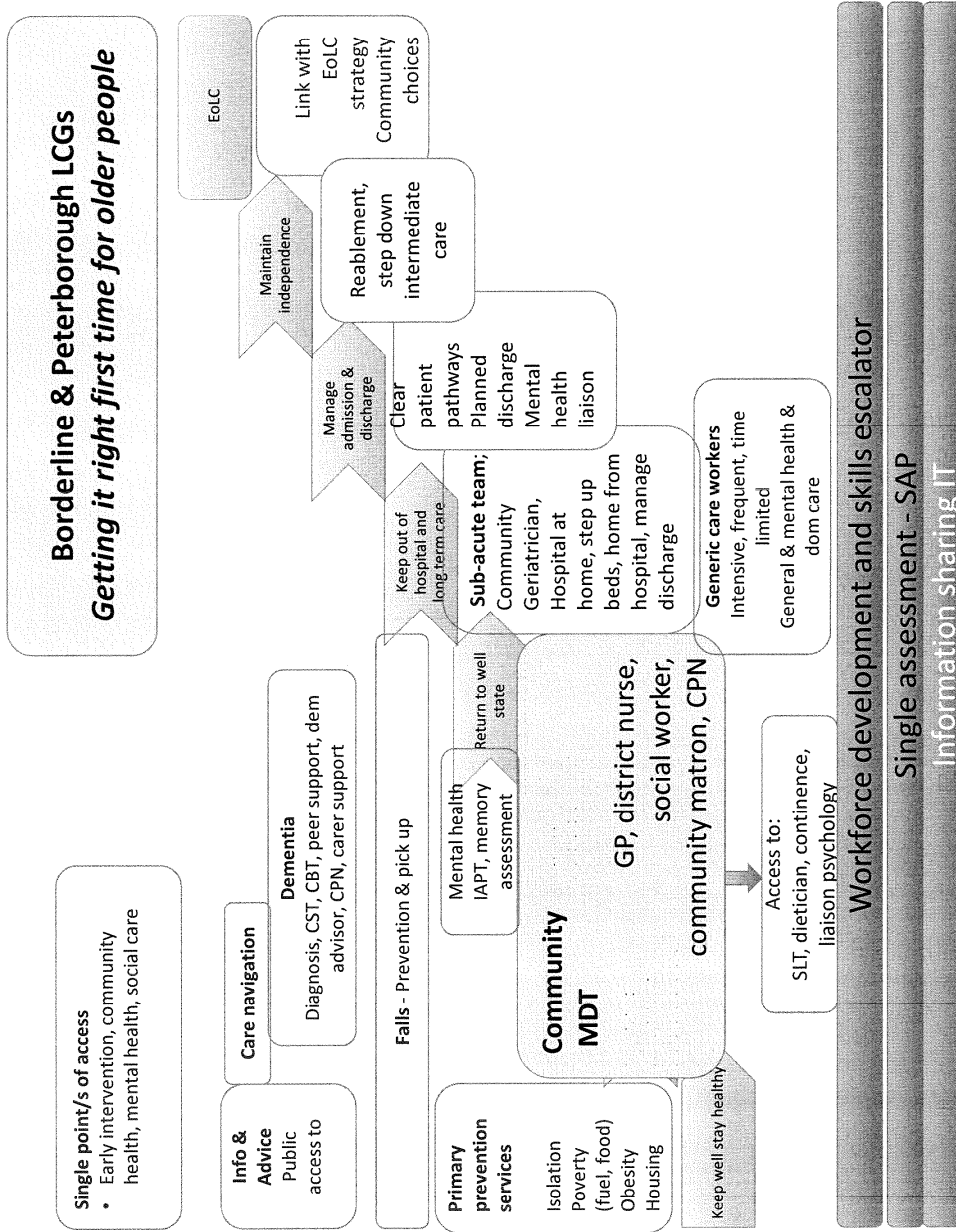 Borderline & Peterborough LCGs
Getting it right first time for older people
Single point/s of access
• Early intervention, community
health, mental health, social care
Info &
Advice
Public
access to
Care navigation
Dementia
Diagnosis, CST, CBT, peer support, dem
advisor, CPN, carer support
Falls - Prevention & pick up
Primary
prevention
services
Isolation
Poverty
(fuel, food)
Obesity
Housing
Keep well stay healthy
Mental health
IAPT, memory
assessment
Community
MDT
GP, district nurse,
social worker,
community matron, CPN
Access to:
SLT, dietician, continence,
liaison psychology
Return to well
state
Keep out of
hospital and
long term care
Sub-acute team;
Community
Geriatrician,
Hospital at
home, step up
beds, home from
hospital, manage
discharge
Generic care workers
Intensive, frequent, time
limited
General & mental health &
dom care
Manage
admission &
discharge
Clear
patient
pathways
Planned
discharge
Mental
health
liaison
Maintain
independence
Reablement,
step down
intermediate
care
EoLC
Link with
EoLC
strategy
Community
choices
Workforce development and skills escalator
Single assessment - SAP
Information sharing IT